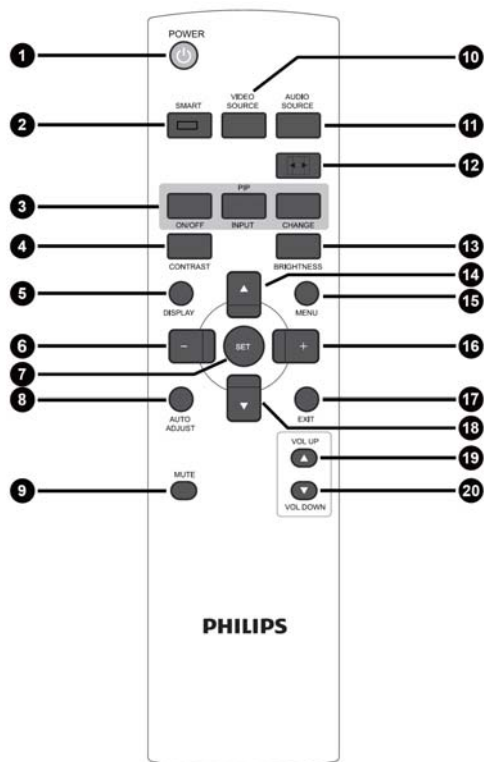 POWER
1
10
VIDEO
SOURCE
AUDIO
SOURCE
SMART
2
11
12
PIP
3
ON/OFF
INPUT
CHANGE
4
13
CONTRAST
BRIGHTNESS
14
5
15
DISPLAY
MENU
6
−
SET
+
16
7
8
17
AUTO
ADJUST
EXIT
18
VOL UP
19
MUTE
9
20
VOL DOWN
PHILIPS